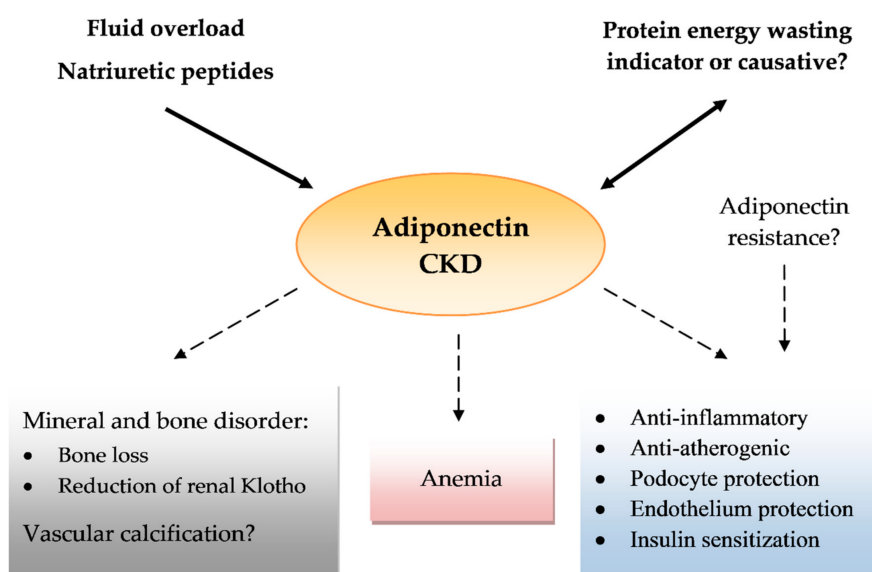 Fluid overload
Natriuretic peptides
Protein energy wasting
indicator or causative?
Adiponectin
CKD
Adiponectin
resistance?
Mineral and bone disorder:
• Bone loss
• Reduction of renal Klotho
Vascular calcification?
Anemia
• Anti-inflammatory
• Anti-atherogenic
• Podocyte protection
• Endothelium protection
• Insulin sensitization